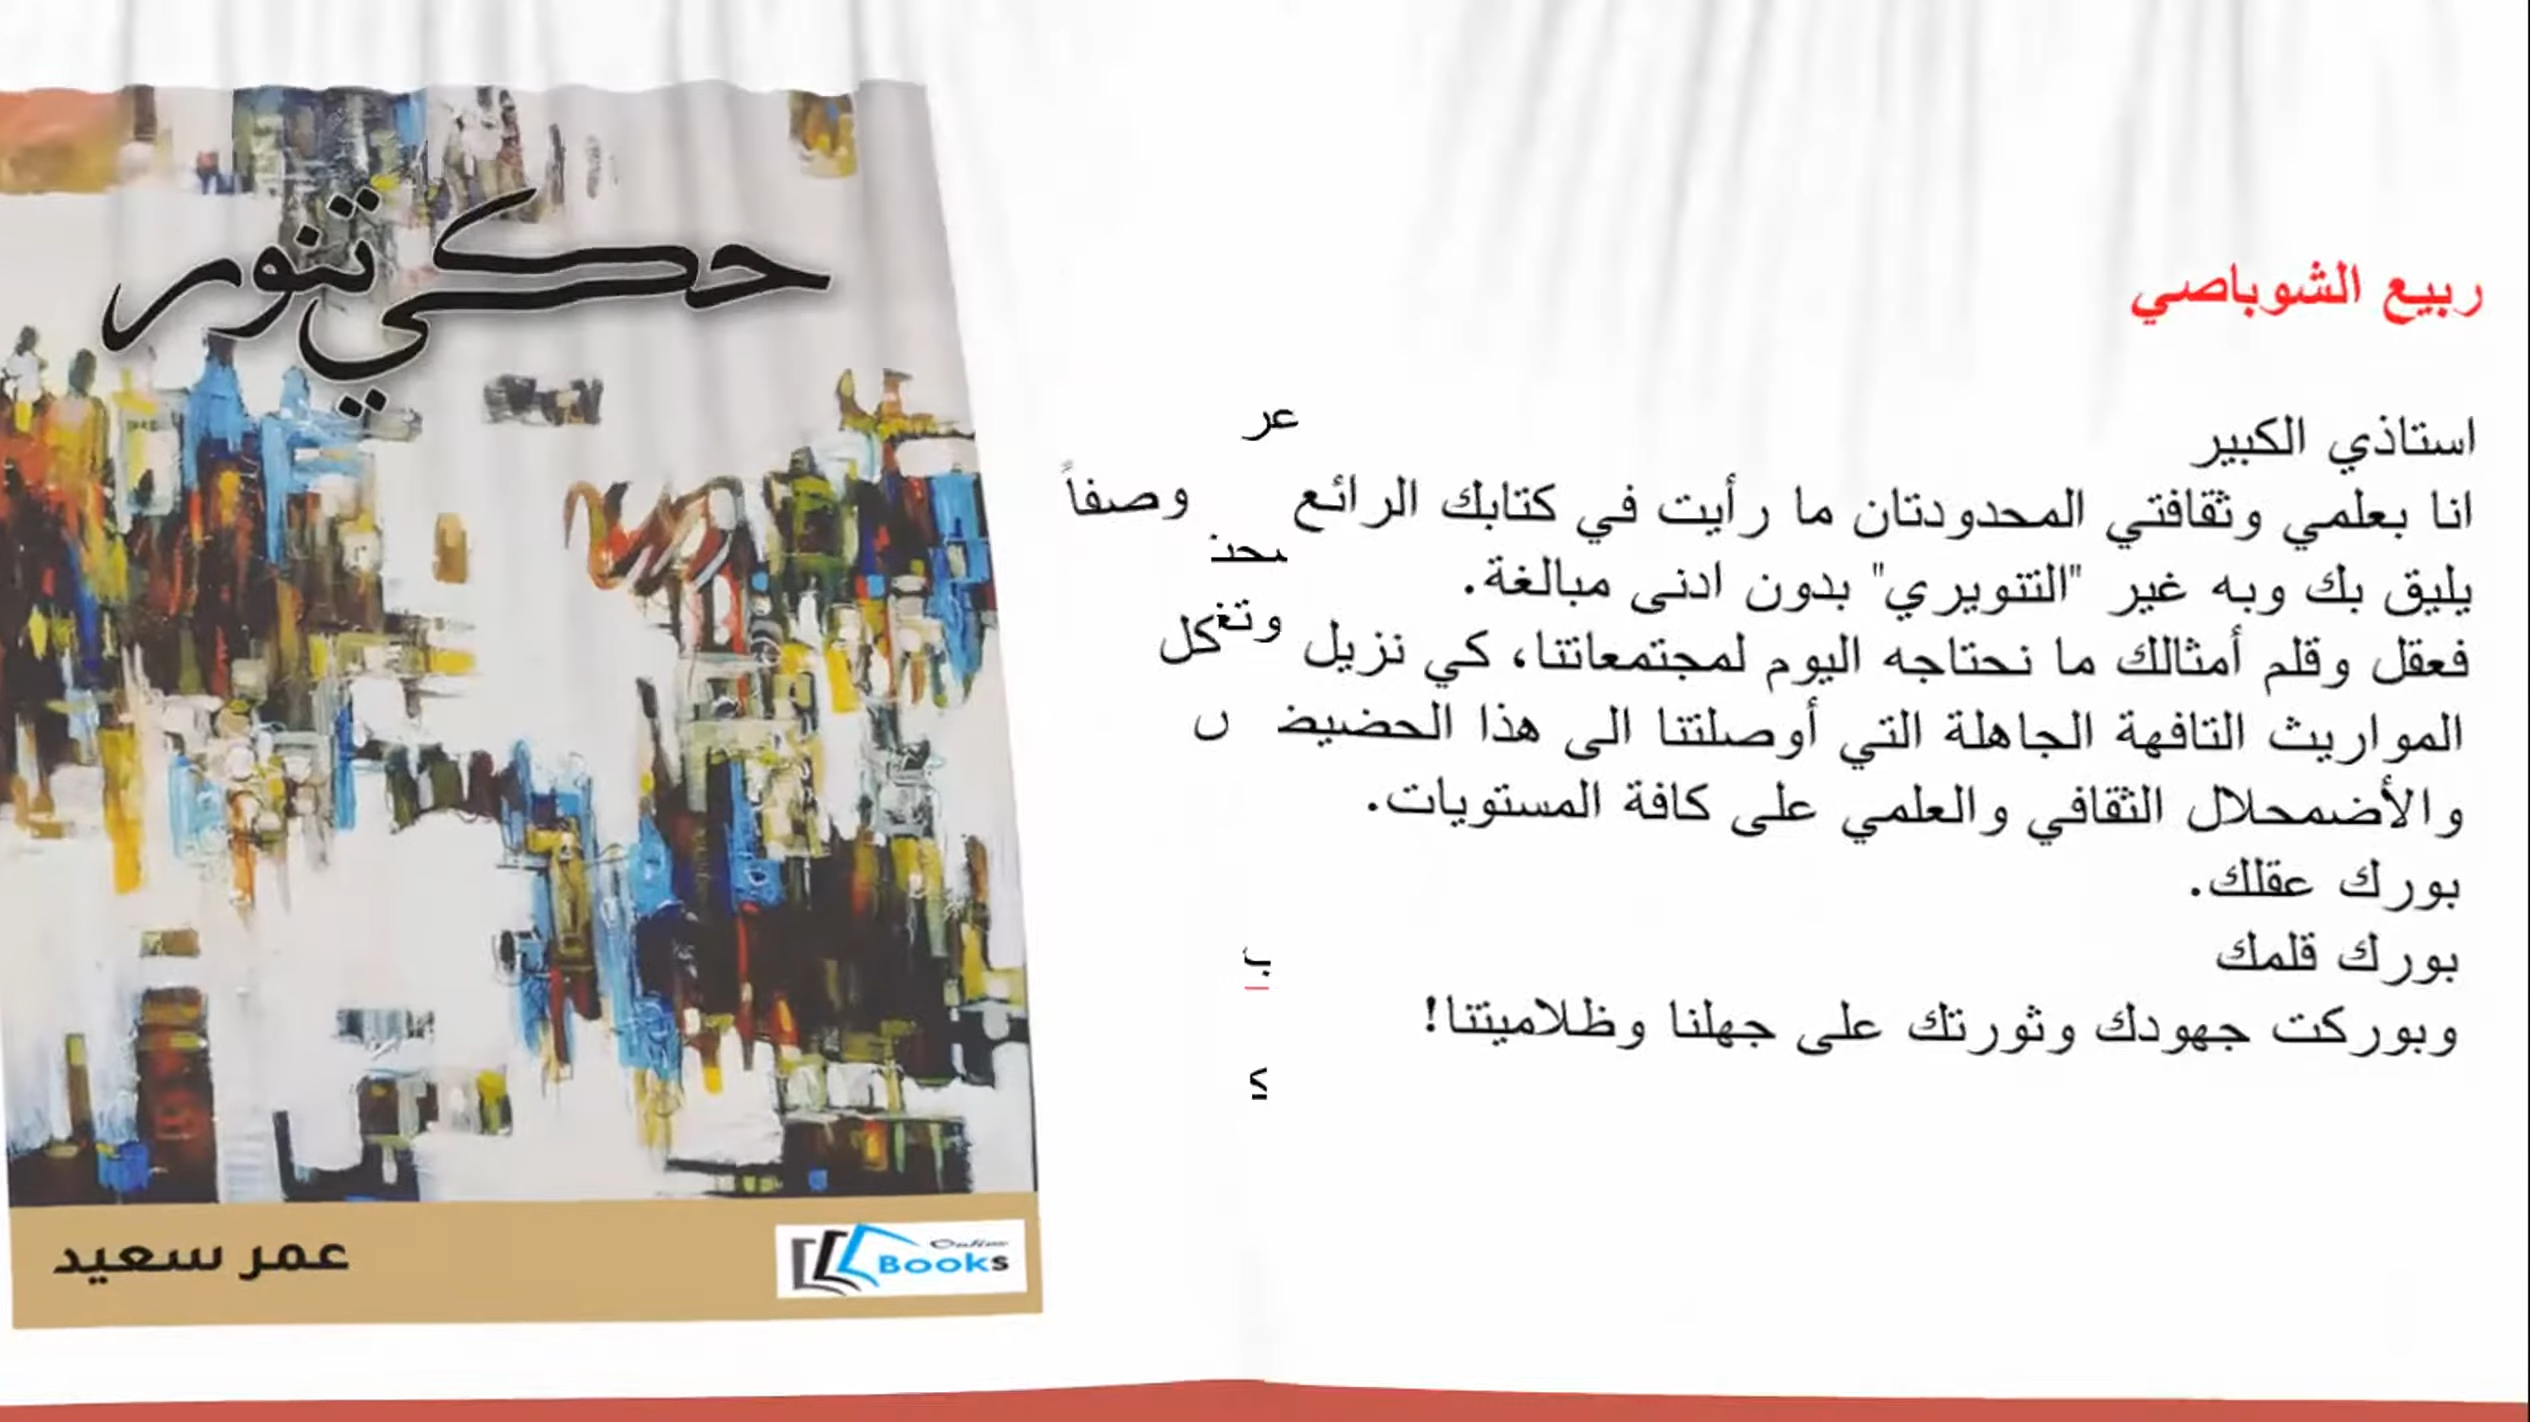 حكي تنور
عمر سعيد
Online
Books
ربيع الشوباصي
استاذي الكبير
انا بعلمي وثقافتي المحدودتان ما رأيت في كتابك الرائع وصفاً
يليق بك وبه غير "التنويري" بدون ادنى مبالغة.
فعقل وقلم أمثالك ما نحتاجه اليوم لمجتمعاتنا، كي نزيل كل
المواريث التافهة الجاهلة التي أوصلتنا الى هذا الحضيض
والأضمحلال الثقافي والعلمي على كافة المستويات.
بورك عقلك.
بورك قلمك
وبوركت جهودك وثورتك على جهلنا وظلاميتنا!